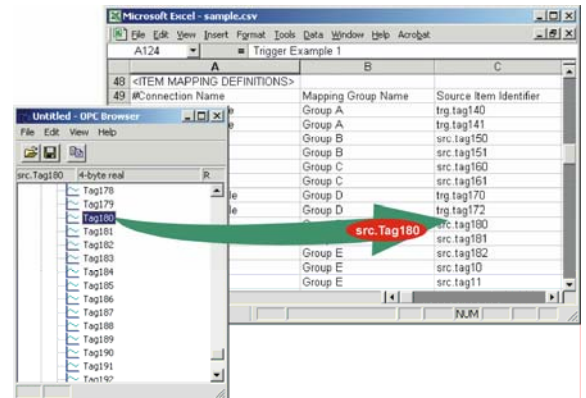 Microsoft Excel - sample.csv
File Edit View Insert Format Tools Data Window Help Acrobat
A124 = Trigger Example 1
A B C
48 <ITEM MAPPING DEFINITIONS>
49 #Connection Name Mapping Group Name Source Item Identifier
Group A trg.tag140
Group A trg.tag141
Group B src.tag150
Group B src.tag151
Group C src.tag160
Group C src.tag161
Group D trg.tag170
Group D trg.tag172
src.tag180
src.tag181
Group E src.tag182
Group E src.tag10
Group E src.tag11
NUM
src.Tag180
Untitled - OPC Browser
File Edit View Help
src.Tag180 4-byte real R
Tag178
Tag179
Tag180
Tag181
Tag182
Tag183
Tag184
Tag185
Tag186
Tag187
Tag188
Tag189
Tag190
Tag191
Tag192